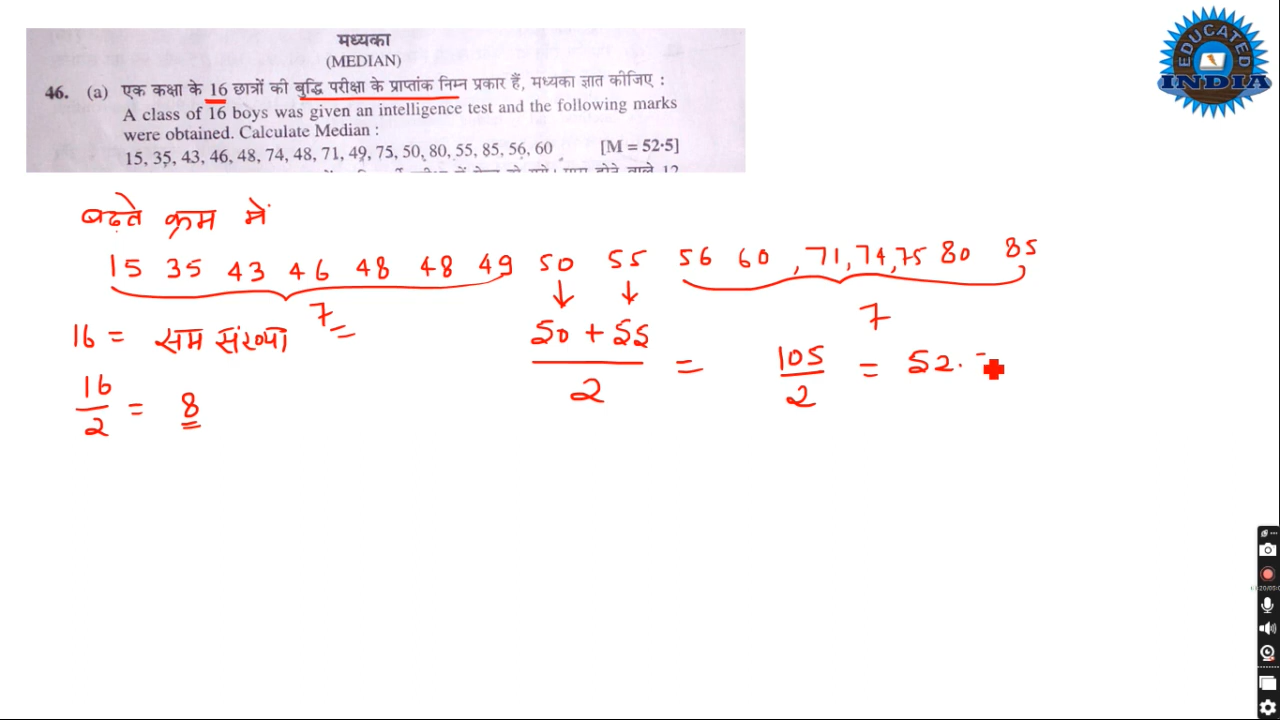 मध्यका
(MEDIAN)
46. (a) एक कक्षा के 16 छात्रों की बुद्धि परीक्षा के प्राप्तांक निम्न प्रकार हैं, मध्यका ज्ञात कीजिए :
A class of 16 boys was given an intelligence test and the following marks
were obtained. Calculate Median :
15, 35, 43, 46, 48, 74, 48, 71, 49, 75, 50, 80, 55, 85, 56, 60 [M = 52·5]
EDUCATED
INDIA
बढ़ते क्रम में
15 35 43 46 48 48 49 50 55 56 60 , 71, 74, 75 80 85
7 7
16 = सम संख्या
50 + 55
2
= 105
2
= 52.
16
2
= 8